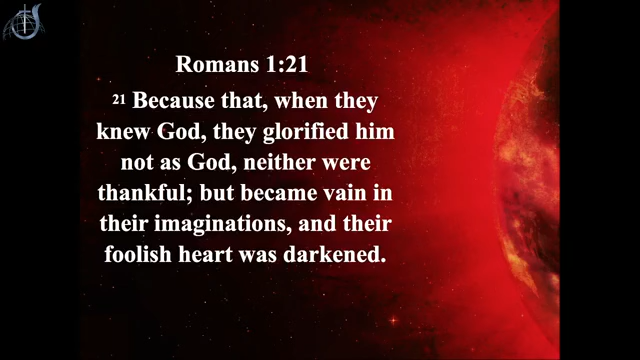 Romans 1:21
21 Because that, when they
knew God, they glorified him
not as God, neither were
thankful; but became vain in
their imaginations, and their
foolish heart was darkened.